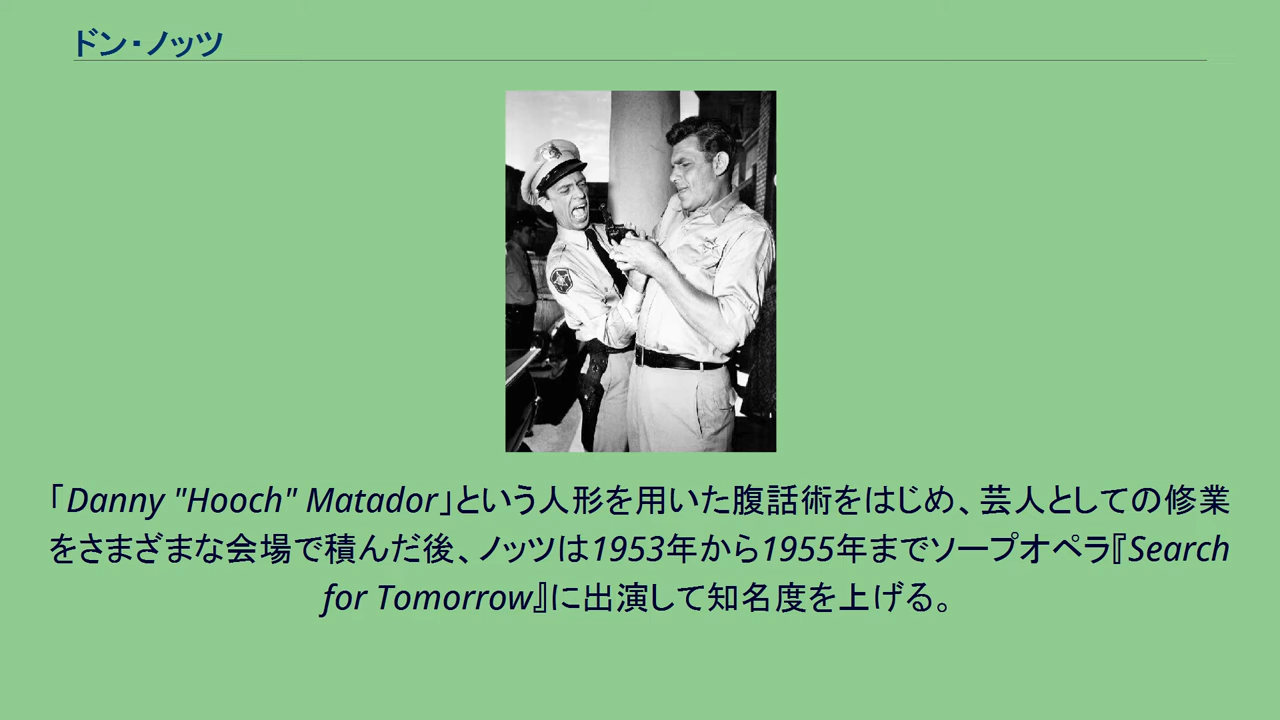 ドン・ノッツ
「Danny "Hooch" Matador」という人形を用いた腹話術をはじめ、芸人としての修業
をさまざまな会場で積んだ後、ノッツは1953年から1955年までソープオペラ『Search
for Tomorrow』に出演して知名度を上げる。